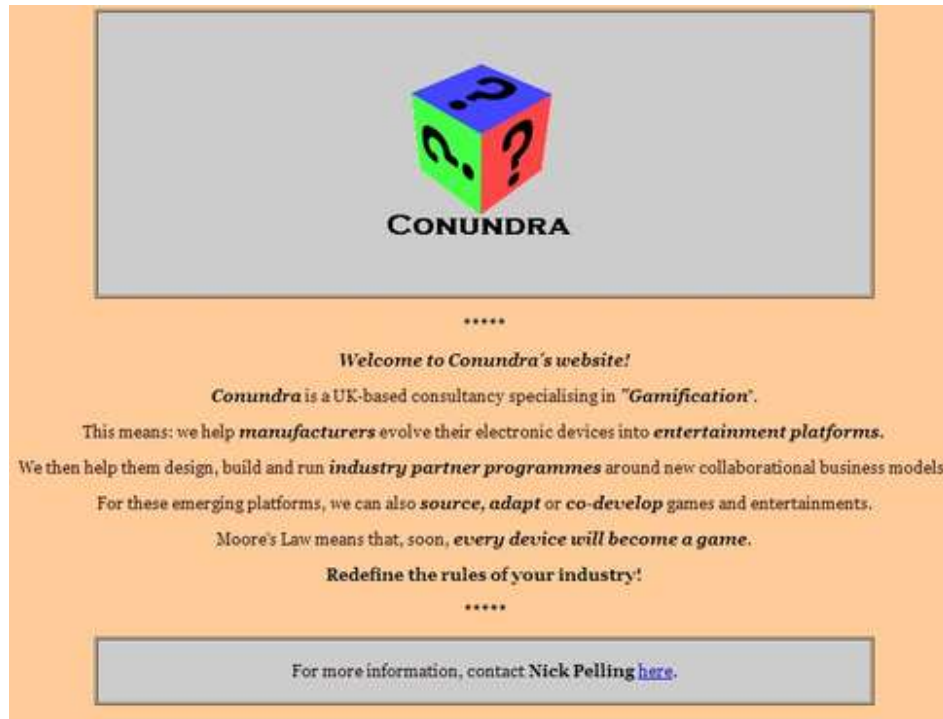 ? ? ?
CONUNDRA
*****
Welcome to Conundra's website!
Conundra is a UK-based consultancy specialising in "Gamification".
This means: we help manufacturers evolve their electronic devices into entertainment platforms.
We then help them design, build and run industry partner programmes around new collaborational business models
For these emerging platforms, we can also source, adapt or co-develop games and entertainments.
Moore's Law means that, soon, every device will become a game.
Redefine the rules of your industry!
*****
For more information, contact Nick Pelling here.